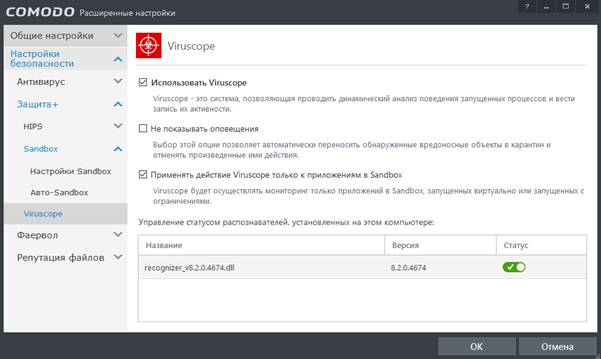 COMODO Расширенные настройки
?
Общие настройки
Настройки
безопасности
Антивирус
Защита+
HIPS
Sandbox
Настройки Sandbox
Авто-Sandbox
Viruscope
Фаервол
Репутация файлов
Viruscope
Использовать Viruscope
Viruscope - это система, позволяющая проводить динамический анализ поведения запущенных процессов и вести
запись их активности.
Не показывать оповещения
Выбор этой опции позволяет автоматически переносить обнаруженные вредоносные объекты в карантин и
отменять произведенные ими действия.
Применять действие Viruscope только к приложениям в Sandbox
Viruscope будет осуществлять мониторинг только приложений в Sandbox, запущенных виртуально или запущенных с
ограничениями.
Управление статусом распознавателей, установленных на этом компьютере:
Название Версия Статус
recognizer_v8.2.0.4674.dll 8.2.0.4674
OK Отмена